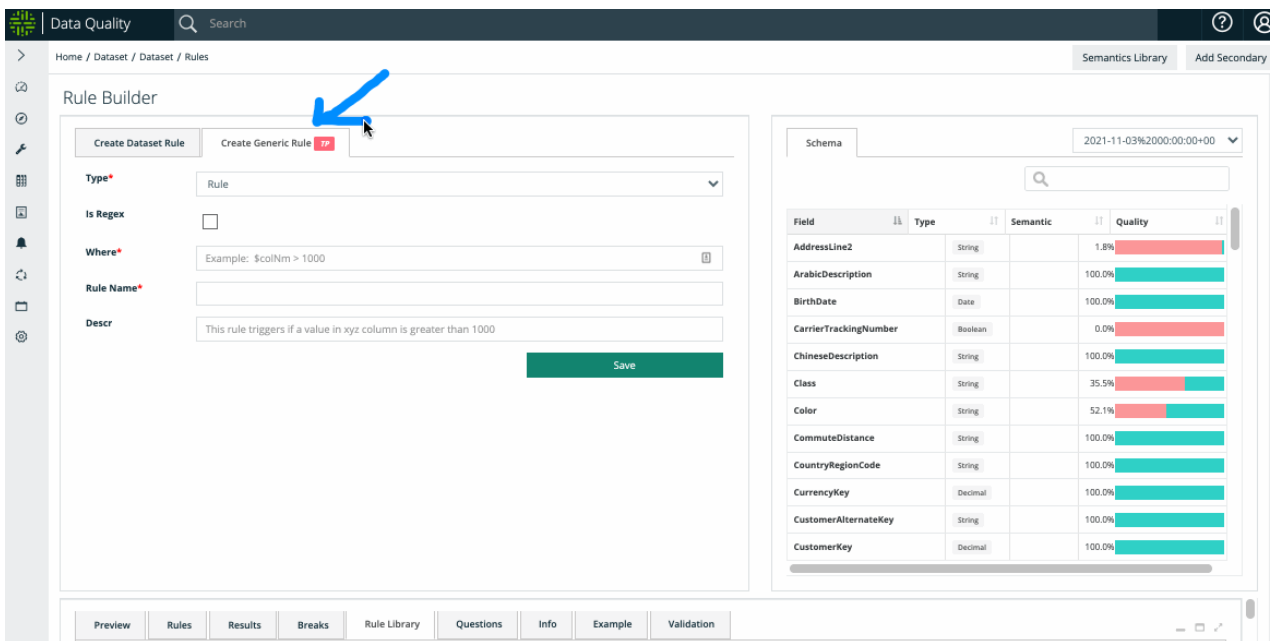 Data Quality
Search
Home / Dataset / Dataset / Rules
Semantics Library
Add Secondary
Rule Builder
Create Dataset Rule
Create Generic Rule TP
Type*
Rule
Is Regex
Where*
Example: $colNm > 1000
Rule Name*
Descr
This rule triggers if a value in xyz column is greater than 1000
Save
Schema
2021-11-03%2000:00:00+00
Field Type Semantic Quality
AddressLine2 String 1.8%
ArabicDescription String 100.0%
BirthDate Date 100.0%
CarrierTrackingNumber Boolean 0.0%
ChineseDescription String 100.0%
Class String 35.5%
Color String 52.1%
CommuteDistance String 100.0%
CountryRegionCode String 100.0%
CurrencyKey Decimal 100.0%
CustomerAlternateKey String 100.0%
CustomerKey Decimal 100.0%
Preview Rules Results Breaks Rule Library Questions Info Example Validation